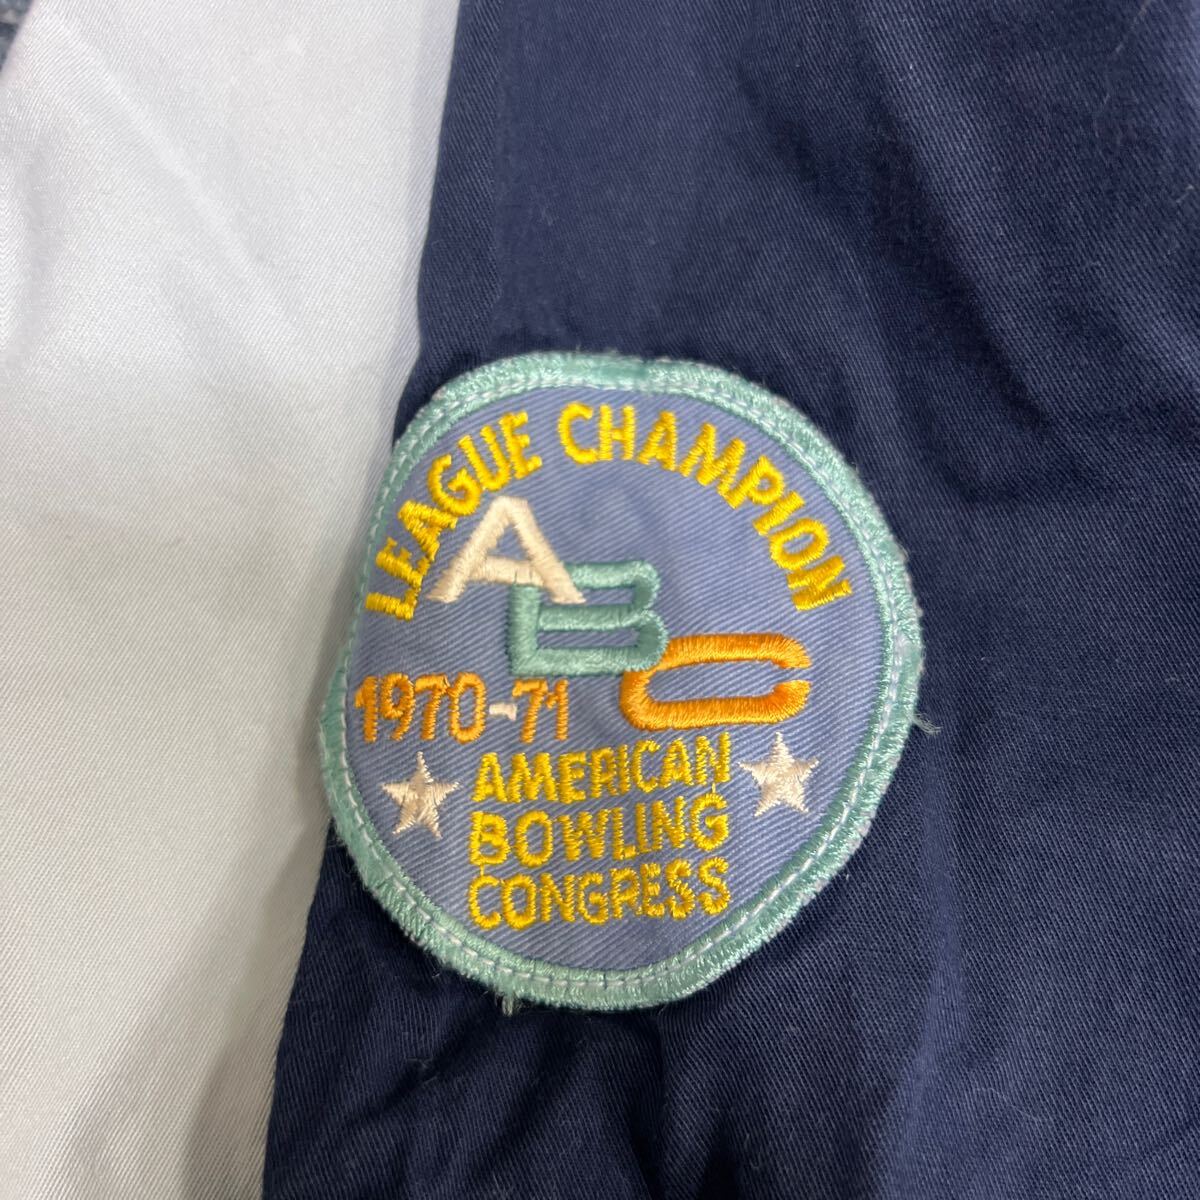 LEAGUE CHAMPION
ABC
1970-71
AMERICAN
BOWLING
CONGRESS